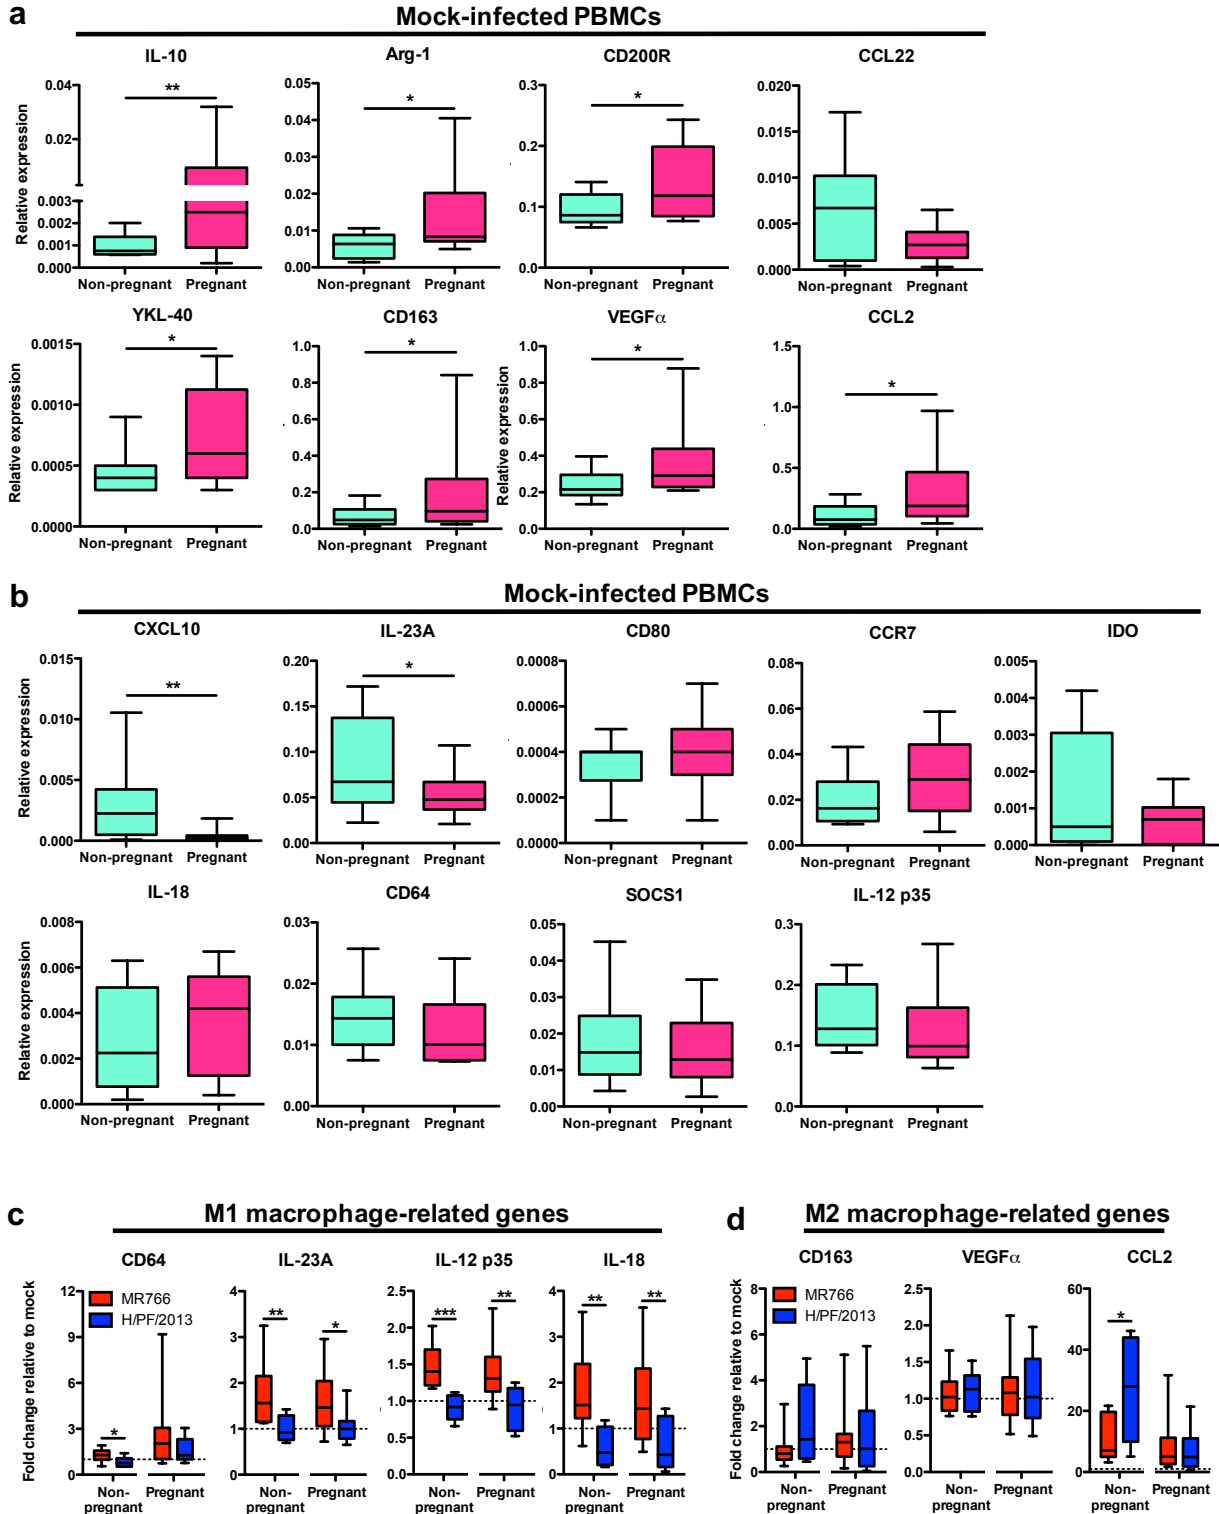 a
Mock-infected PBMCs
IL-10
Arg-1
CD200R
CCL22
Relative expression
0.04
0.02
0.003
0.002
0.001
0.000
**
Non-pregnant Pregnant
0.05
0.04
0.03
0.02
0.01
0.00
*
Non-pregnant Pregnant
0.3
0.2
0.1
0.0
*
Non-pregnant Pregnant
0.020
0.015
0.010
0.005
0.000
Non-pregnant Pregnant
YKL-40
CD163
VEGFα
CCL2
Relative expression
0.0015
0.0010
0.0005
0.0000
*
Non-pregnant Pregnant
1.0
0.8
0.6
0.4
0.2
0.0
*
Non-pregnant Pregnant
Relative expression
1.0
0.8
0.6
0.4
0.2
0.0
*
Non-pregnant Pregnant
1.5
1.0
0.5
0.0
*
Non-pregnant Pregnant
b
Mock-infected PBMCs
CXCL10
IL-23A
CD80
CCR7
IDO
Relative expression
0.015
0.010
0.005
0.000
**
Non-pregnant Pregnant
0.20
0.15
0.10
0.05
0.00
*
Non-pregnant Pregnant
0.0008
0.0006
0.0004
0.0002
0.0000
Non-pregnant Pregnant
0.08
0.06
0.04
0.02
0.00
Non-pregnant Pregnant
0.005
0.004
0.003
0.002
0.001
0.000
Non-pregnant Pregnant
IL-18
CD64
SOCS1
IL-12 p35
Relative expression
0.008
0.006
0.004
0.002
0.000
Non-pregnant Pregnant
0.03
0.02
0.01
0.00
Non-pregnant Pregnant
0.05
0.04
0.03
0.02
0.01
0.00
Non-pregnant Pregnant
0.3
0.2
0.1
0.0
Non-pregnant Pregnant
c
M1 macrophage-related genes
CD64
IL-23A
IL-12 p35
IL-18
Fold change relative to mock
12
9
6
3
0
MR766
H/PF/2013
*
Non-
pregnant
Pregnant
4
3
2
1
0
**
*
Non-
pregnant
Pregnant
2.5
2.0
1.5
1.0
0.5
0.0
***
**
Non-
pregnant
Pregnant
4
3
2
1
0
**
**
Non-
pregnant
Pregnant
d
M2 macrophage-related genes
CD163
VEGFα
CCL2
Fold change relative to mock
8
6
4
2
0
MR766
H/PF/2013
Non-
pregnant
Pregnant
2.5
2.0
1.5
1.0
0.5
0.0
Non-
pregnant
Pregnant
60
40
20
0
*
Non-
pregnant
Pregnant